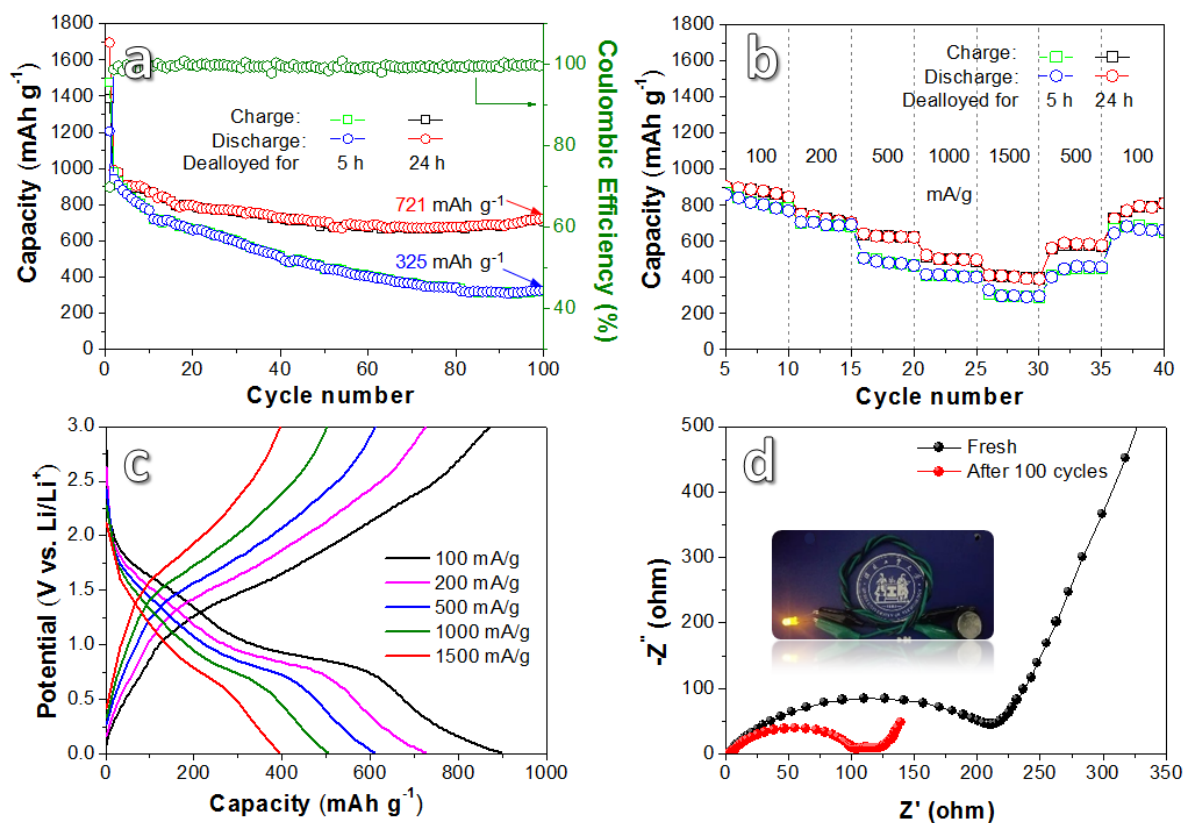 a
Capacity (mAh g⁻¹)
1800
1600
1400
1200
1000
800
600
400
200
0
Charge:
Discharge:
Dealloyed for
5 h
24 h
721 mAh g⁻¹
325 mAh g⁻¹
100
80
60
40
Coulombic Efficiency (%)
0 20 40 60 80 100
Cycle number
b
Capacity (mAh g⁻¹)
1800
1600
1400
1200
1000
800
600
400
200
0
Charge:
Discharge:
Dealloyed for
5 h
24 h
100 200 500 1000 1500 500 100
mA/g
5 10 15 20 25 30 35 40
Cycle number
c
Potential (V vs. Li/Li⁺)
3.0
2.5
2.0
1.5
1.0
0.5
0.0
100 mA/g
200 mA/g
500 mA/g
1000 mA/g
1500 mA/g
0 200 400 600 800 1000
Capacity (mAh g⁻¹)
d
-Z" (ohm)
500
400
300
200
100
0
Fresh
After 100 cycles
0 50 100 150 200 250 300 350
Z' (ohm)